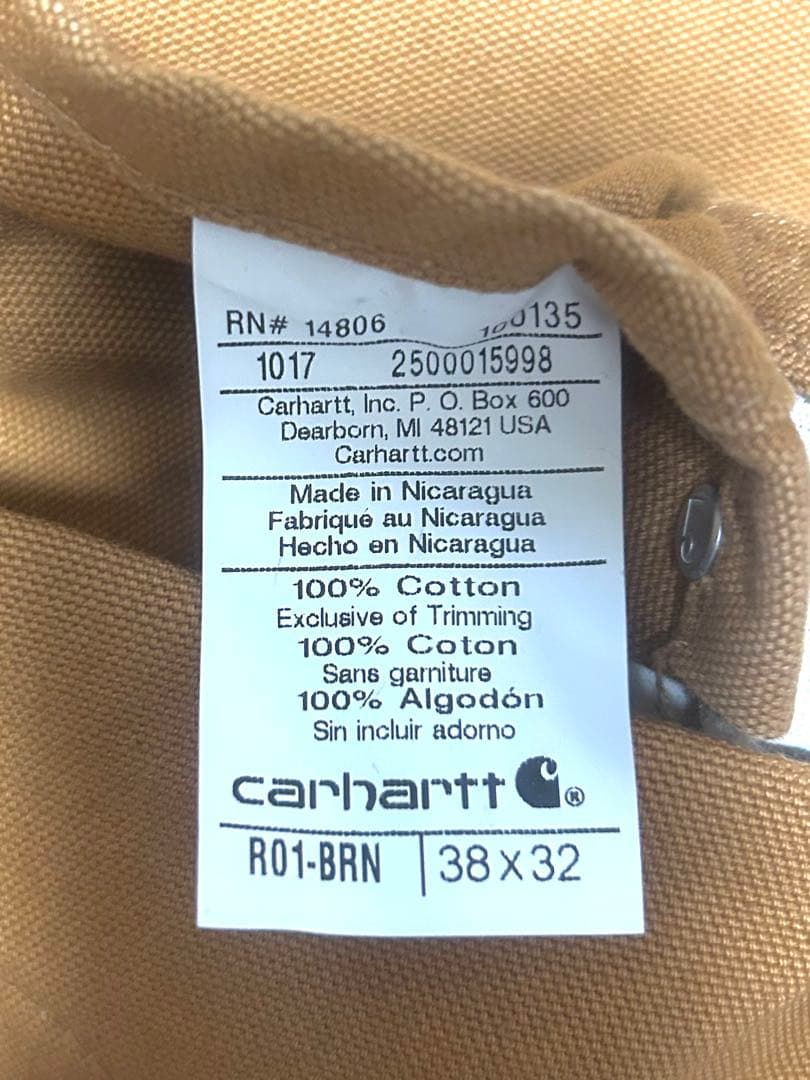 RN# 14806 100135
1017 2500015998
Carhartt, Inc. P. O. Box 600
Dearborn, MI 48121 USA
Carhartt.com
Made in Nicaragua
Fabriqué au Nicaragua
Hecho en Nicaragua
100% Cotton
Exclusive of Trimming
100% Coton
Sans garniture
100% Algodón
Sin incluir adorno
carhartt ®
R01-BRN 38 X 32